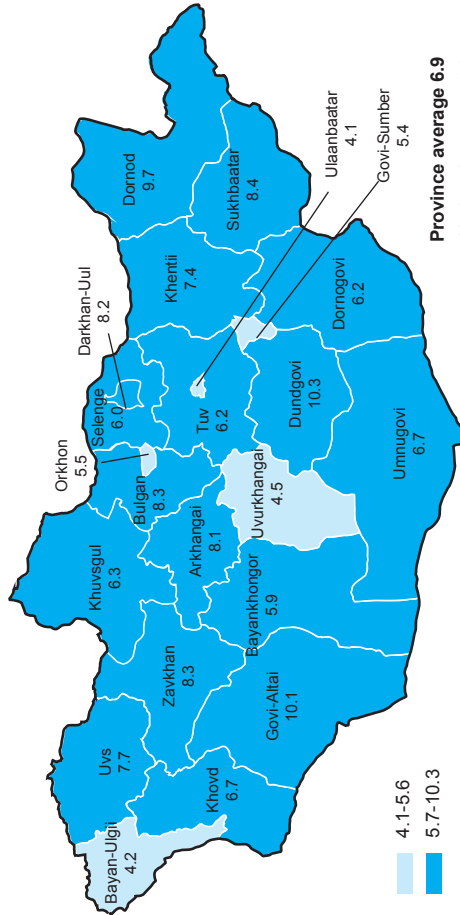 Bayan-Ulgii
4.2
Uvs
7.7
Khovd
6.7
Zavkhan
8.3
Govi-Altai
10.1
Khuvsgul
6.3
Bayankhongor
5.9
Arkhangai
8.1
Bulgan
8.3
Orkhon
5.5
Uvurkhangai
4.5
Selenge
6.0
Darkhan-Uul
8.2
Tuv
6.2
Umnugovi
6.7
Dundgovi
10.3
Dornogovi
6.2
Khentii
7.4
Dornod
9.7
Sukhbaatar
8.4
Ulaanbaatar
4.1
Govi-Sumber
5.4
4.1-5.6
5.7-10.3
Province average 6.9